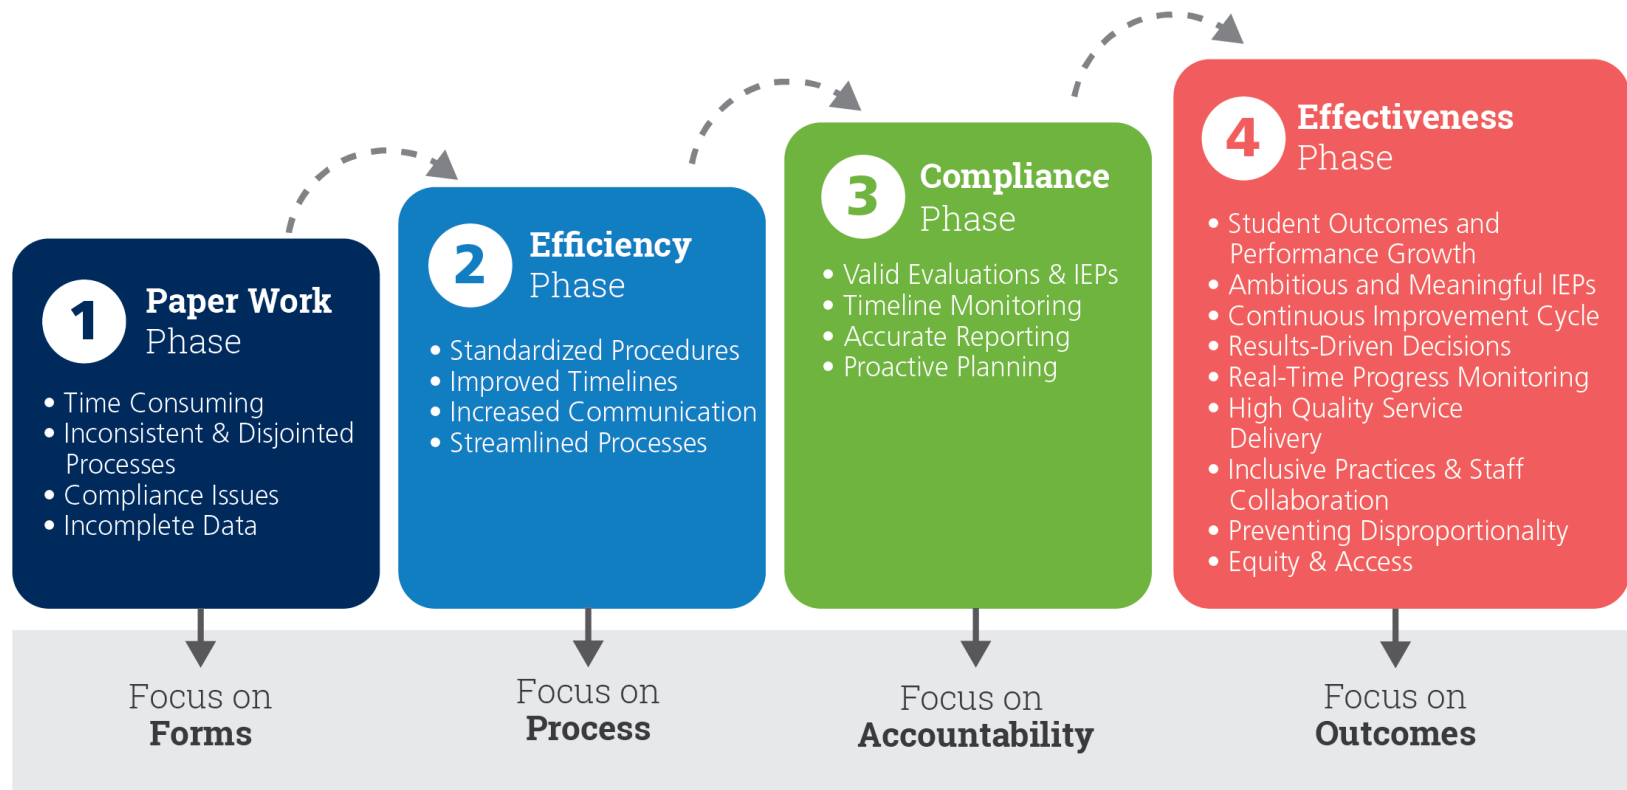 1
Paper Work
Phase
• Time Consuming
• Inconsistent & Disjointed
Processes
• Compliance Issues
• Incomplete Data
Focus on
Forms
2
Efficiency
Phase
• Standardized Procedures
• Improved Timelines
• Increased Communication
• Streamlined Processes
Focus on
Process
3
Compliance
Phase
• Valid Evaluations & IEPs
• Timeline Monitoring
• Accurate Reporting
• Proactive Planning
Focus on
Accountability
4
Effectiveness
Phase
• Student Outcomes and
Performance Growth
• Ambitious and Meaningful IEPs
• Continuous Improvement Cycle
• Results-Driven Decisions
• Real-Time Progress Monitoring
• High Quality Service
Delivery
• Inclusive Practices & Staff
Collaboration
• Preventing Disproportionality
• Equity & Access
Focus on
Outcomes